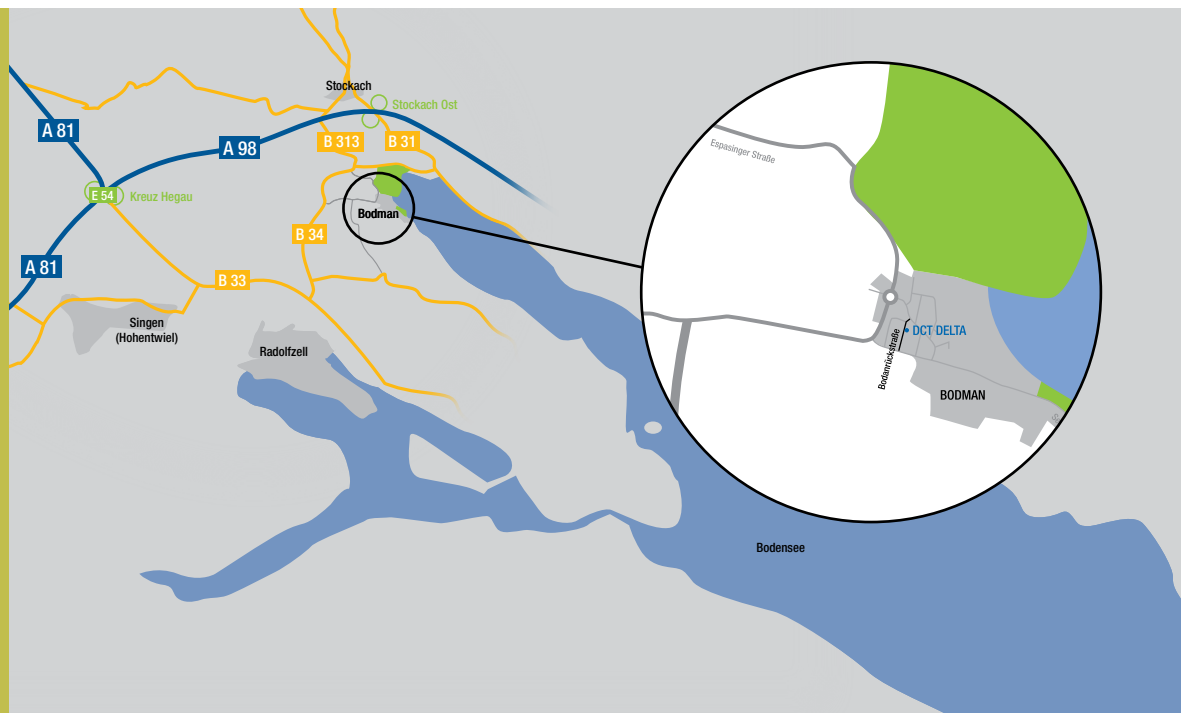 Stockach
Stockach Ost
A 81
A 98
B 313
B 31
E 54
Kreuz Hegau
Bodman
B 34
A 81
B 33
Singen
(Hohentwiel)
Radolfzell
Bodensee
Espasinger Straße
DCT DELTA
Bodanrückstraße
BODMAN